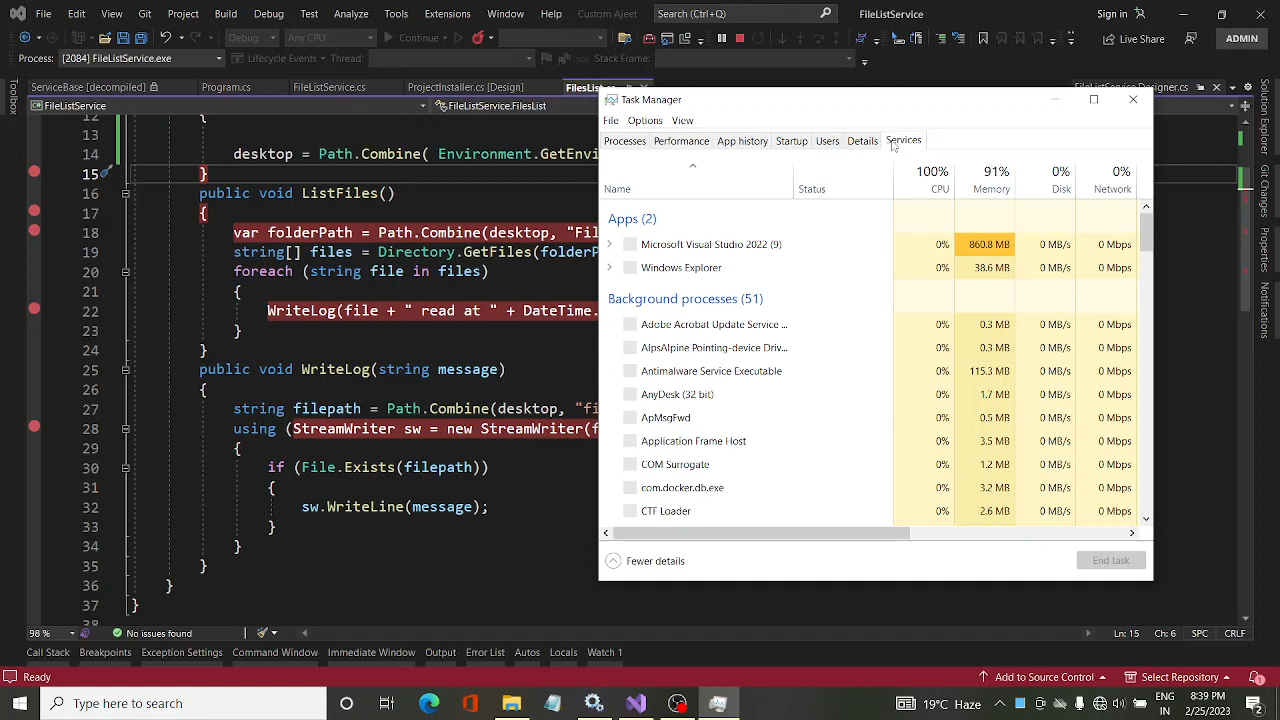 File Edit View Git Project Build Debug Test Analyze Tools Extensions Window Help Custom Ajeet Search (Ctrl+Q) FileListService Sign in
Debug Any CPU Continue Live Share ADMIN
Process: [2084] FileListService.exe Lifecycle Events Thread: Stack Frame:
Toolbox
ServiceBase [decompiled] Program.cs FileListService.cs ProjectInstaller.cs [Design] FileLis FileListService.Designer.cs
FileListService FileListService.FilesList
12 }
13
14 desktop = Path.Combine( Environment.GetEnvi
15 }
16 public void ListFiles()
17 {
18 var folderPath = Path.Combine(desktop, "Fil
19 string[] files = Directory.GetFiles(folderP
20 foreach (string file in files)
21 {
22 WriteLog(file + " read at " + DateTime.
23 }
24 }
25 public void WriteLog(string message)
26 {
27 string filepath = Path.Combine(desktop, "fi
28 using (StreamWriter sw = new StreamWriter(f
29 {
30 if (File.Exists(filepath))
31 {
32 sw.WriteLine(message);
33 }
34 }
35 }
36 }
37 }
38
Task Manager
File Options View
Processes Performance App history Startup Users Details Services
100% 91% 0% 0%
Name Status CPU Memory Disk Network
Apps (2)
Microsoft Visual Studio 2022 (9) 0% 860.8 MB 0 MB/s 0 Mbps
Windows Explorer 0% 38.6 MB 0 MB/s 0 Mbps
Background processes (51)
Adobe Acrobat Update Service ... 0% 0.3 MB 0 MB/s 0 Mbps
AlpsAlpine Pointing-device Driv... 0% 0.3 MB 0 MB/s 0 Mbps
Antimalware Service Executable 0% 115.3 MB 0 MB/s 0 Mbps
AnyDesk (32 bit) 0% 1.7 MB 0 MB/s 0 Mbps
ApMsgFwd 0% 0.5 MB 0 MB/s 0 Mbps
Application Frame Host 0% 3.5 MB 0 MB/s 0 Mbps
COM Surrogate 0% 1.2 MB 0 MB/s 0 Mbps
com.docker.db.exe 0% 3.2 MB 0 MB/s 0 Mbps
CTF Loader 0% 2.6 MB 0 MB/s 0 Mbps
Fewer details End task
Solution Explorer Git Changes Properties Notifications
98 % No issues found Ln: 15 Ch: 6 SPC CRLF
Call Stack Breakpoints Exception Settings Command Window Immediate Window Output Error List Autos Locals Watch 1
Ready Add to Source Control Select Repository 1
Type here to search 19°C Haze ENG IN 8:39 PM 2/25/2023 2